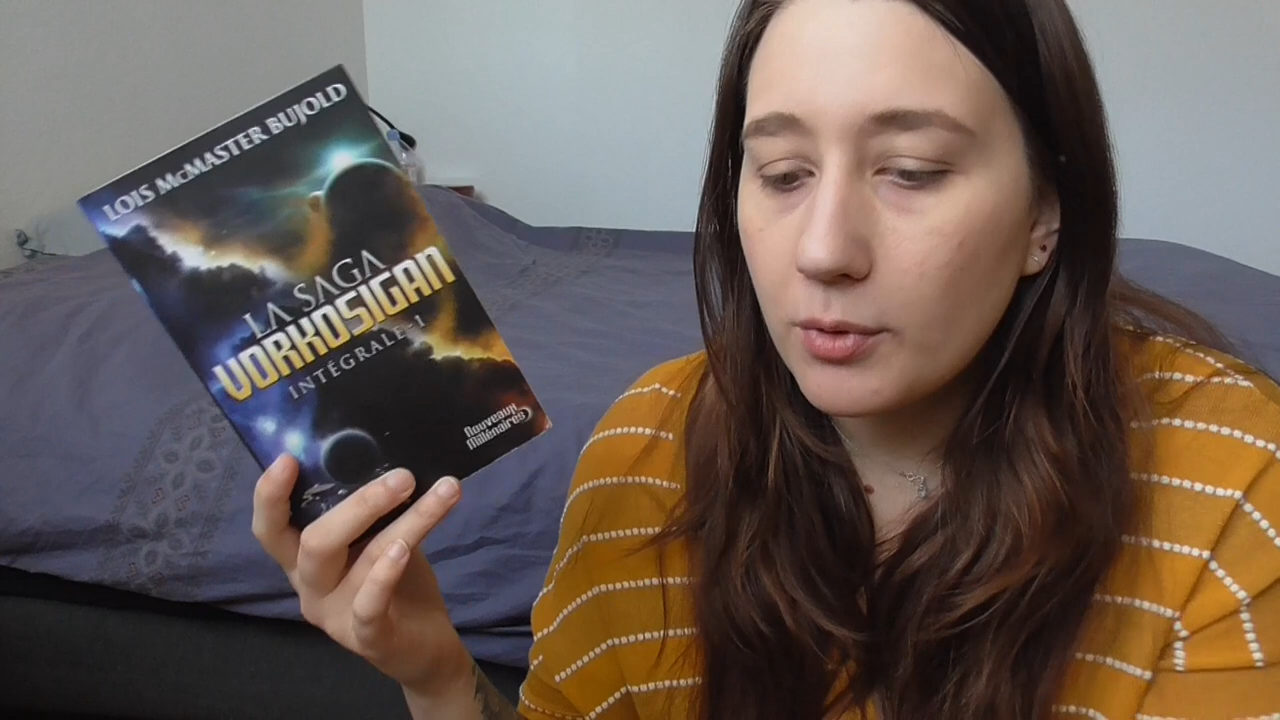 LOIS McMASTER BUJOLD
LA SAGA
VORKOSIGAN
INTÉGRALE-1
Nouveaux
Millénaires